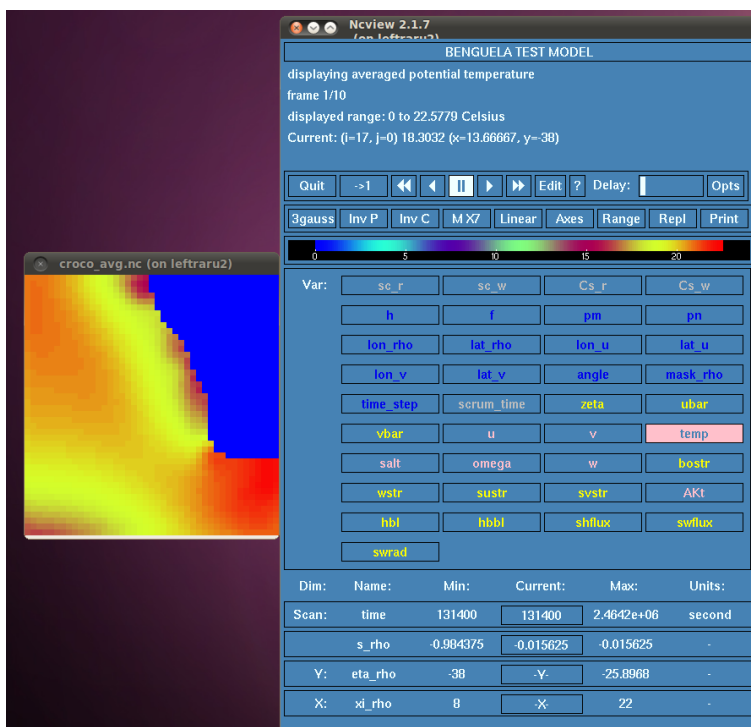 Ncview 2.1.7
(on leftraru2)
BENGUELA TEST MODEL
displaying averaged potential temperature
frame 1/10
displayed range: 0 to 22.5779 Celsius
Current: (i=17, j=0) 18.3032 (x=13.66667, y=-38)
Quit ->1 Edit ? Delay: Opts
3gauss Inv P Inv C M X7 Linear Axes Range Repl Print
0 5 10 15 20
croco_avg.nc (on leftraru2)
Var: sc_r sc_w Cs_r Cs_w
h f pm pn
lon_rho lat_rho lon_u lat_u
lon_v lat_v angle mask_rho
time_step scrum_time zeta ubar
vbar u v temp
salt omega w bostr
wstr sustr svstr AKt
hbl hbbl shflux swflux
swrad
Dim: Name: Min: Current: Max: Units:
Scan: time 131400 131400 2.4642e+06 second
s_rho -0.984375 -0.015625 -0.015625 -
Y: eta_rho -38 -Y- -25.8968 -
X: xi_rho 8 -X- 22 -